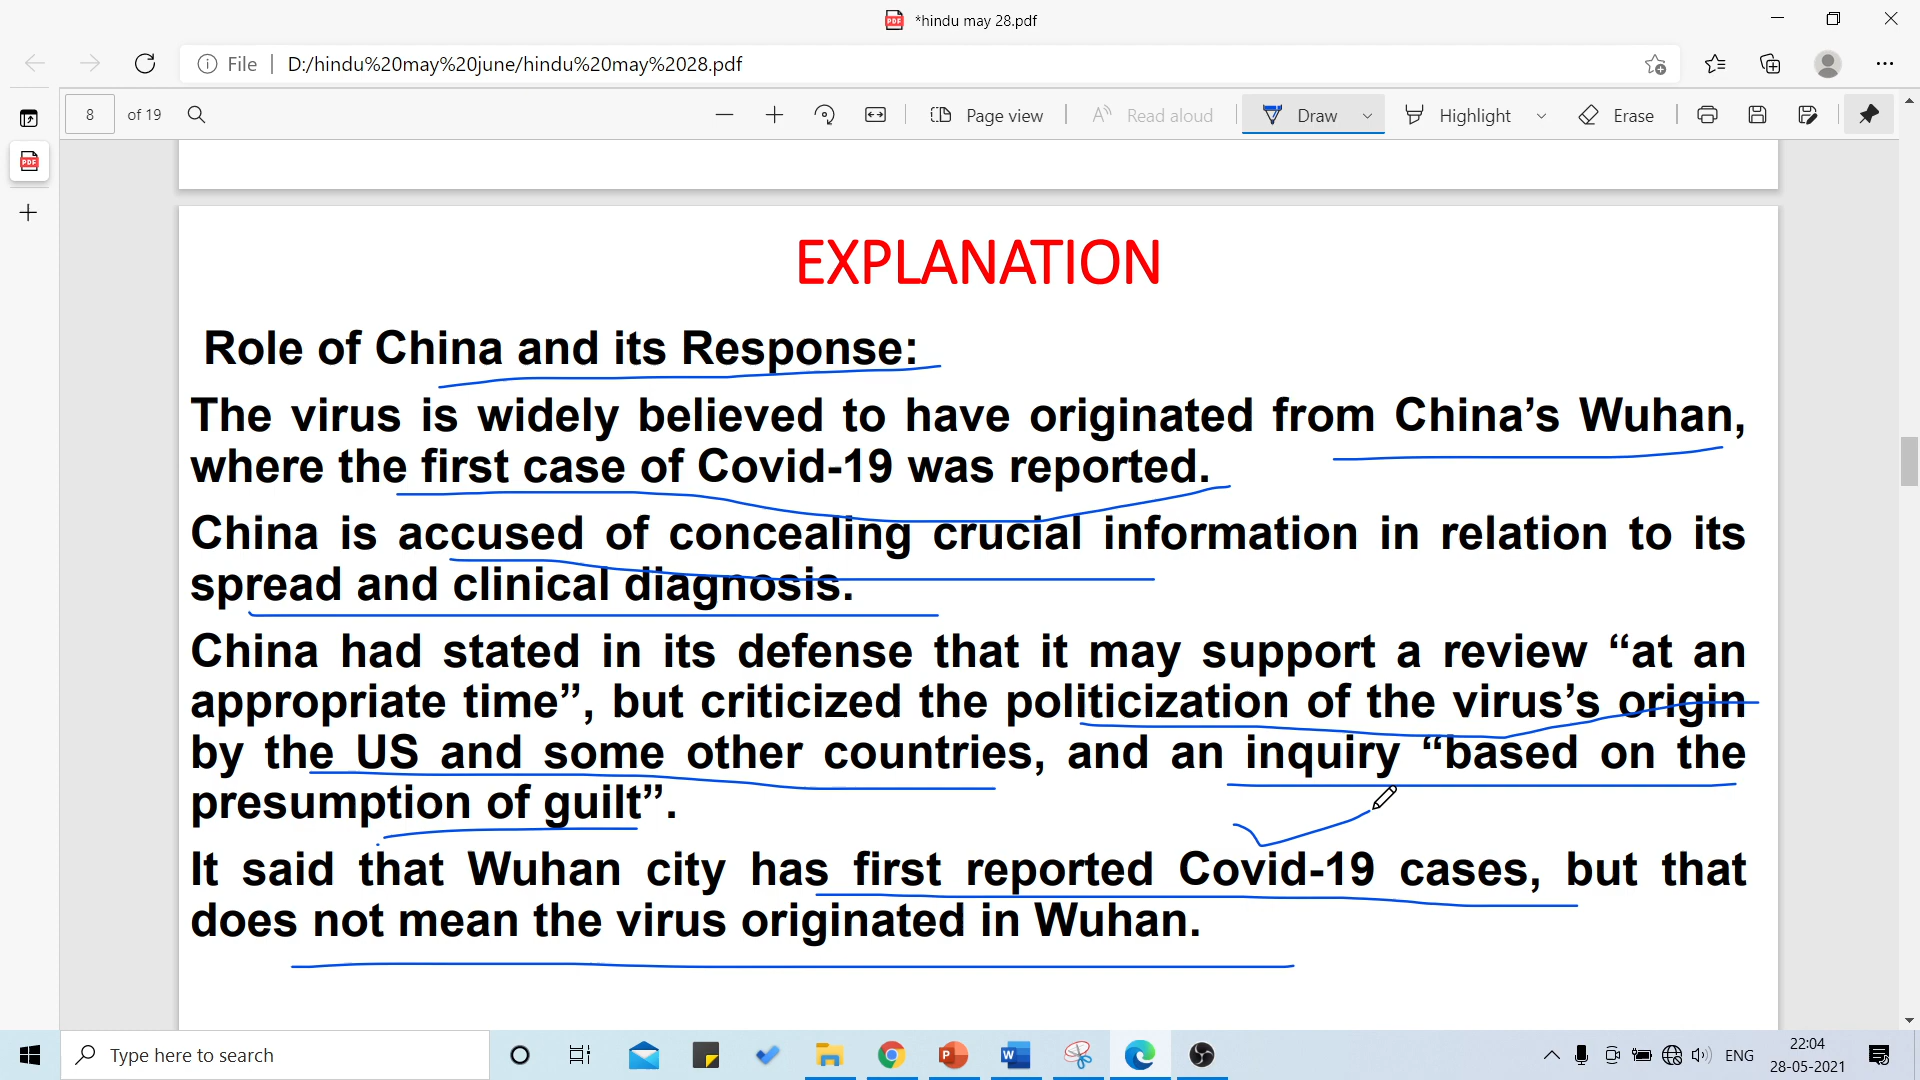 *hindu may 28.pdf
File
D:/hindu%20may%20june/hindu%20may%2028.pdf
8 of 19
Page view
Read aloud
Draw
Highlight
Erase
EXPLANATION
Role of China and its Response:
The virus is widely believed to have originated from China’s Wuhan,
where the first case of Covid-19 was reported.
China is accused of concealing crucial information in relation to its
spread and clinical diagnosis.
China had stated in its defense that it may support a review “at an
appropriate time”, but criticized the politicization of the virus’s origin
by the US and some other countries, and an inquiry “based on the
presumption of guilt”.
It said that Wuhan city has first reported Covid-19 cases, but that
does not mean the virus originated in Wuhan.
Type here to search
ENG
22:04
28-05-2021